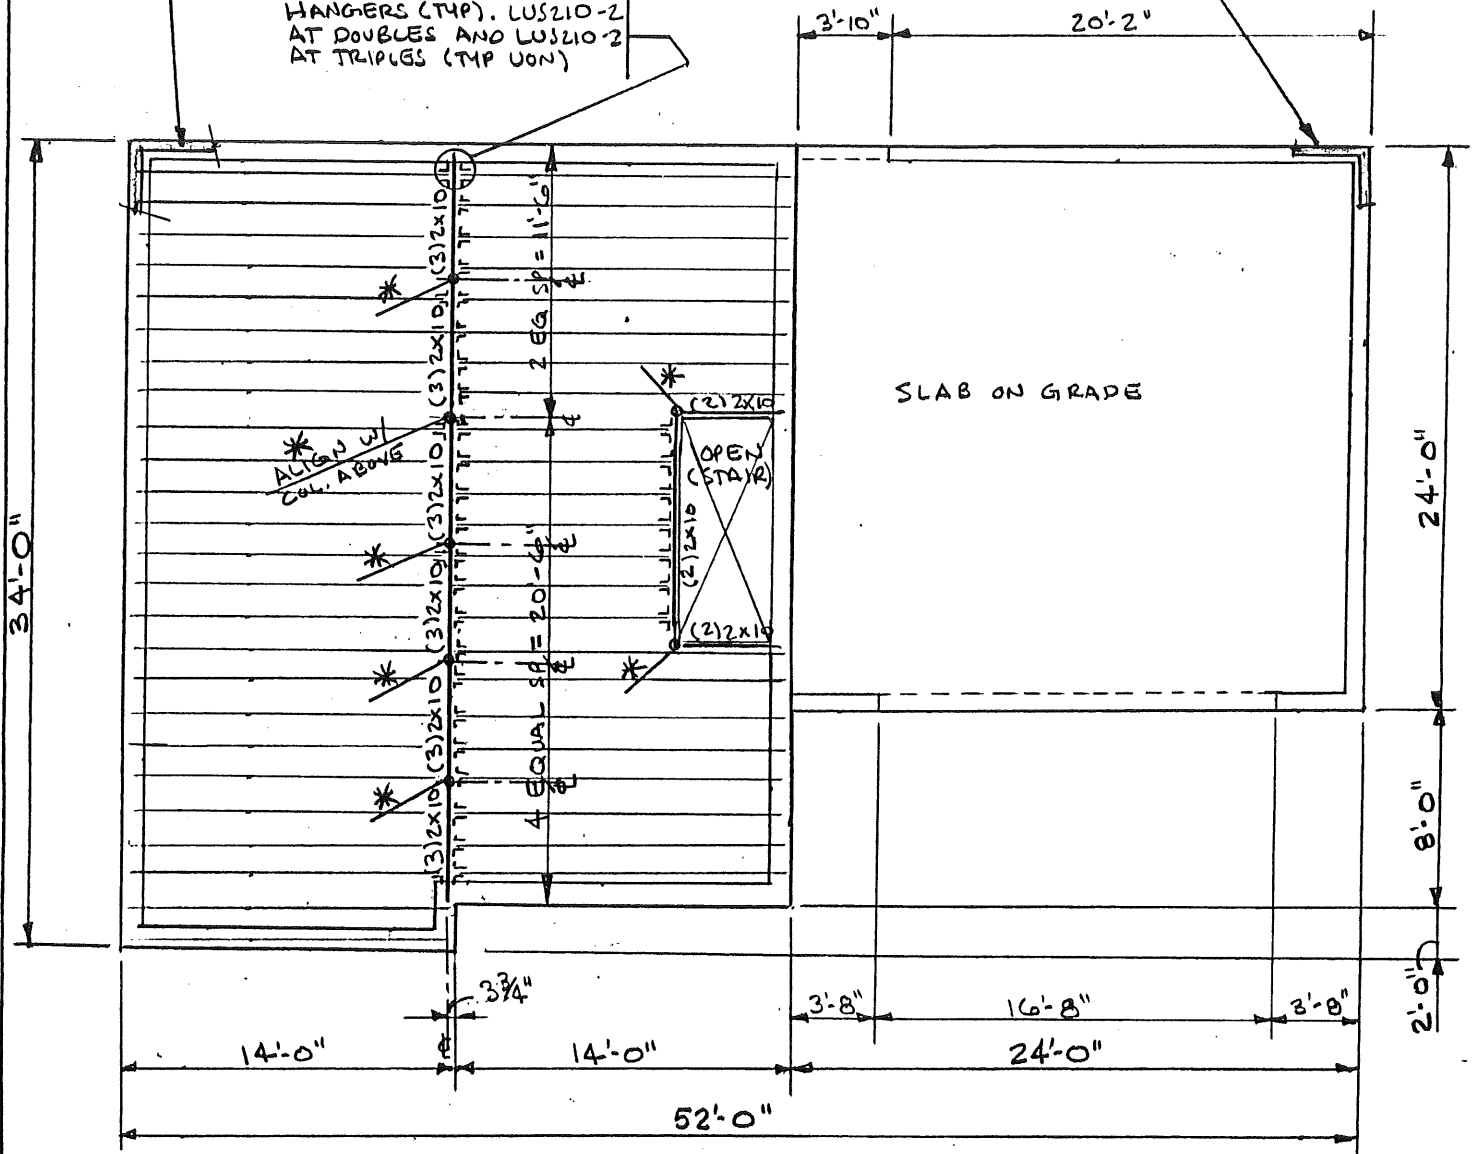 HANGERS (TYP). LUS210-2
AT DOUBLES AND LUS210-2
AT TRIPLES (TYP UON)
3'-10"
20'-2"
(3)2x10
2 EQ SP = 11'-6"
*
(3)2x10
*
(2)2x10
SLAB ON GRADE
*
ALIGN W/
COL. ABOVE
OPEN
(STAIR)
24'-0"
34'-0"
(3)2x10
(2)2x10
*
(3)2x10
4 EQUAL SP = 20'-6"
(2)2x10
*
*
(3)2x10
*
(3)2x10
8'-0"
2'-0"
3 3/4"
3'-8"
16'-8"
3'-8"
14'-0"
14'-0"
24'-0"
52'-0"